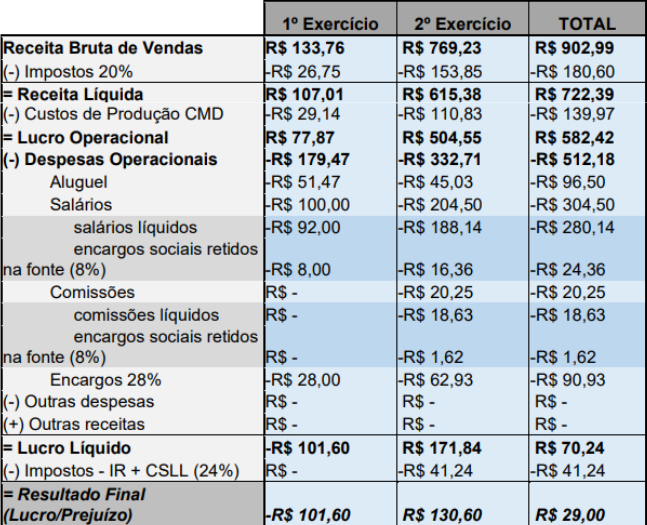 1º Exercício 2º Exercício TOTAL
Receita Bruta de Vendas R$ 133,76 R$ 769,23 R$ 902,99
(-) Impostos 20% -R$ 26,75 -R$ 153,85 -R$ 180,60
= Receita Líquida R$ 107,01 R$ 615,38 R$ 722,39
(-) Custos de Produção CMD -R$ 29,14 -R$ 110,83 -R$ 139,97
= Lucro Operacional R$ 77,87 R$ 504,55 R$ 582,42
(-) Despesas Operacionais -R$ 179,47 -R$ 332,71 -R$ 512,18
Aluguel -R$ 51,47 -R$ 45,03 -R$ 96,50
Salários -R$ 100,00 -R$ 204,50 -R$ 304,50
salários líquidos -R$ 92,00 -R$ 188,14 -R$ 280,14
encargos sociais retidos
na fonte (8%) -R$ 8,00 -R$ 16,36 -R$ 24,36
Comissões R$ - -R$ 20,25 -R$ 20,25
comissões líquidos R$ - -R$ 18,63 -R$ 18,63
encargos sociais retidos
na fonte (8%) R$ - -R$ 1,62 -R$ 1,62
Encargos 28% -R$ 28,00 -R$ 62,93 -R$ 90,93
(-) Outras despesas R$ - R$ - R$ -
(+) Outras receitas R$ - R$ - R$ -
= Lucro Líquido -R$ 101,60 R$ 171,84 R$ 70,24
(-) Impostos - IR + CSLL (24%) R$ - -R$ 41,24 -R$ 41,24
= Resultado Final
(Lucro/Prejuízo) -R$ 101,60 R$ 130,60 R$ 29,00